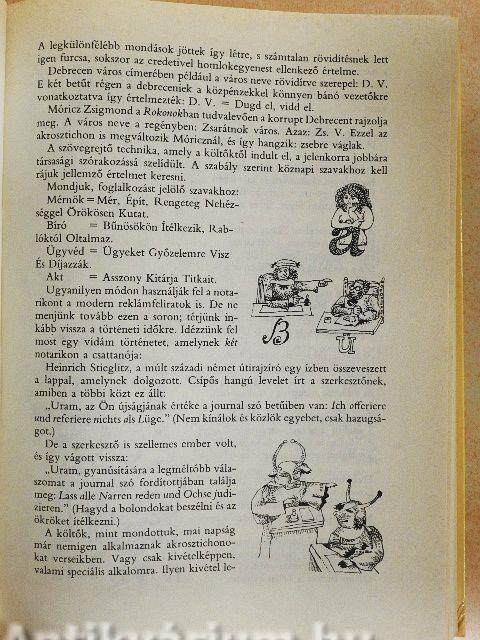 A legkülönfélébb mondások jöttek így létre, s számtalan rövidítésnek lett
igen furcsa, sokszor az eredetivel homlokegyenest ellenkező értelme.
Debrecen város címerében például a város neve rövidítve szerepel: D. V.
E két betűt régen a debreceniek a közpénzekkel könnyen bánó vezetőkre
vonatkoztatva így értelmezték: D. V. = Dugd el, vidd el.
Móricz Zsigmond a Rokonokban tudvalevően a korrupt Debrecent rajzolja
meg. A város neve a regényben: Zsarátnok város. Azaz: Zs. V. Ezzel az
akrosztichon is megváltozik Móricznál, és így hangzik: zsebre váglak.
A szövegrejtő technika, amely a költőktől indult el, a jelenkorra jobbára
társasági szórakozássá szelídült. A szabály szerint köznapi szavakhoz kell
rájuk jellemző értelmet keresni.
Mondjuk, foglalkozást jelölő szavakhoz:
Mérnök = Mér, Épít, Rengeteg Nehéz-
séggel Örökösen Kutat.
Bíró = Bűnösökön Ítélkezik, Rab-
lóktól Oltalmaz.
Ügyvéd = Ügyeket Győzelemre Visz
És Díjazzák.
Akt = Asszony Kitárja Titkait.
Ugyanilyen módon használják fel a nota-
rikont a modern reklámfeliratok is. De ne
menjünk tovább ezen a soron; térjünk in-
kább vissza a történeti időkre. Idézzünk fel
most egy vidám történetet, amelynek két
notarikon a csattanója:
Heinrich Stieglitz, a múlt századi német útirajzíró egy ízben összeveszett
a lappal, amelynek dolgozott. Csípős hangú levelet írt a szerkesztőnek,
amiben a többi közt ez állt:
„Uram, az Ön újságjának értéke a journal szó betűiben van: Ich offeriere
und referiere nichts als Lüge.” (Nem kínálok és közlök egyebet, csak hazugsá-
got.)
De a szerkesztő is szellemes ember volt,
és így vágott vissza:
„Uram, gyanúsítására a legméltóbb vála-
szomat a journal szó fordítottjában találja
meg: Lass alle Narren reden und Ochse judi-
zieren.” (Hagyd a bolondokat beszélni és az
ökröket ítélkezni.)
A költők, mint mondottuk, mai napság
már nemigen alkalmaznak akrosztichono-
kat verseikben. Vagy csak kivételképpen,
valami speciális alkalomra. Ilyen kivétel le-
a
B
Ü
Antikvárium.hu